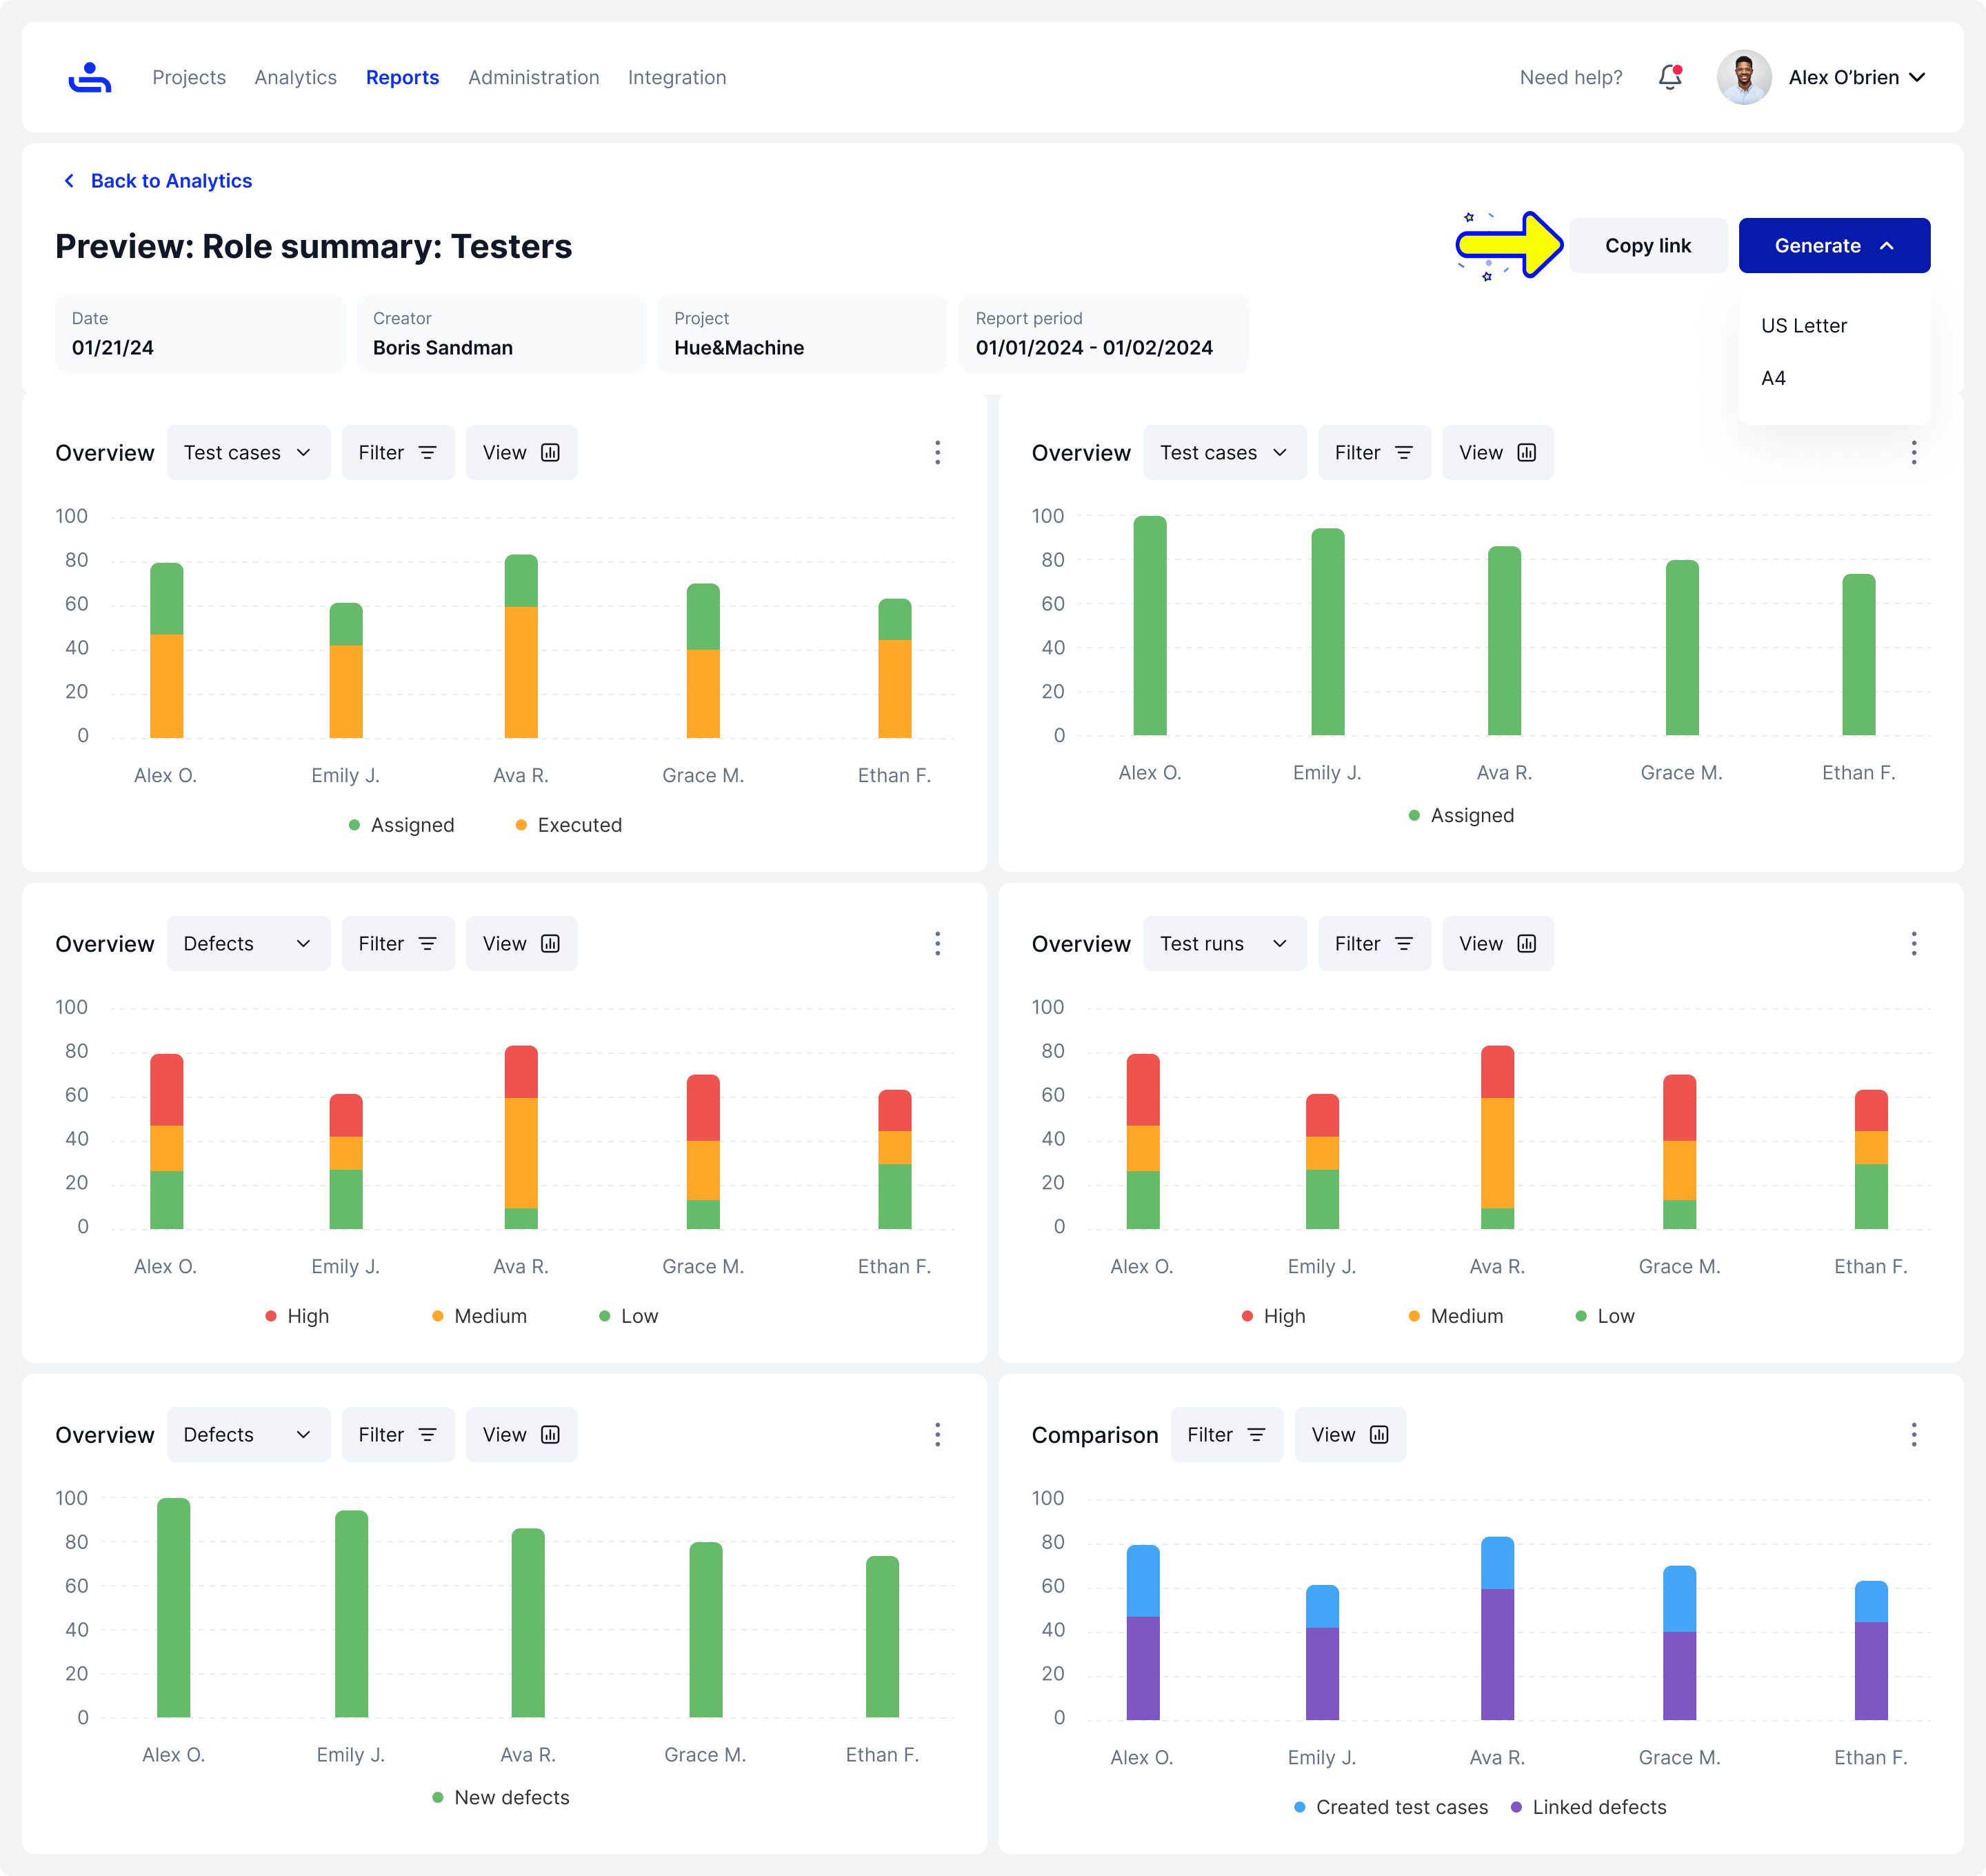 Projects Analytics Reports Administration Integration Need help? Alex O’brien
Back to Analytics
Preview: Role summary: Testers
Copy link
Generate
US Letter
A4
Date
01/21/24
Creator
Boris Sandman
Project
Hue&Machine
Report period
01/01/2024 - 01/02/2024
Overview Test cases Filter View
100
80
60
40
20
0
Alex O. Emily J. Ava R. Grace M. Ethan F.
Assigned Executed
Overview Test cases Filter View
100
80
60
40
20
0
Alex O. Emily J. Ava R. Grace M. Ethan F.
Assigned
Overview Defects Filter View
100
80
60
40
20
0
Alex O. Emily J. Ava R. Grace M. Ethan F.
High Medium Low
Overview Test runs Filter View
100
80
60
40
20
0
Alex O. Emily J. Ava R. Grace M. Ethan F.
High Medium Low
Overview Defects Filter View
100
80
60
40
20
0
Alex O. Emily J. Ava R. Grace M. Ethan F.
New defects
Comparison Filter View
100
80
60
40
20
0
Alex O. Emily J. Ava R. Grace M. Ethan F.
Created test cases Linked defects